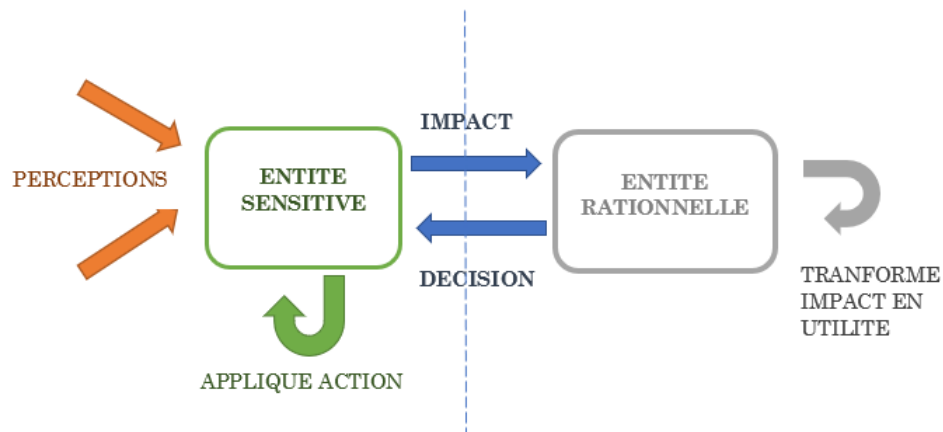 IMPACT
PERCEPTIONS
ENTITE
SENSITIVE
ENTITE
RATIONNELLE
DECISION
TRANFORME
IMPACT EN
UTILITE
APPLIQUE ACTION